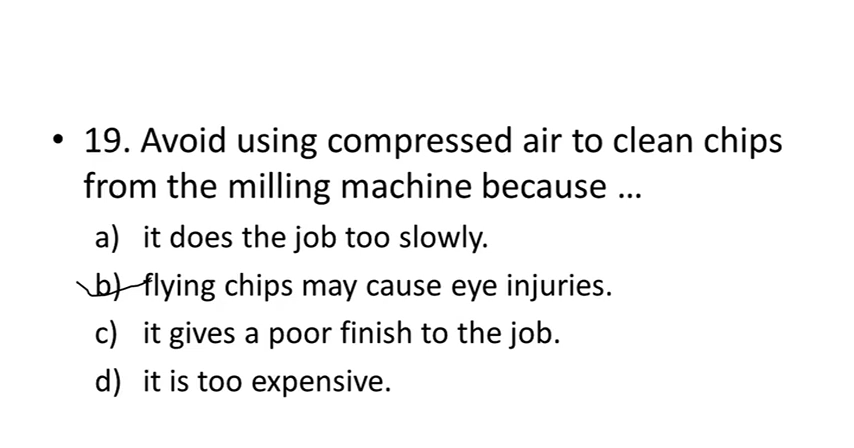 • 19. Avoid using compressed air to clean chips
from the milling machine because ...
a) it does the job too slowly.
b) flying chips may cause eye injuries.
c) it gives a poor finish to the job.
d) it is too expensive.